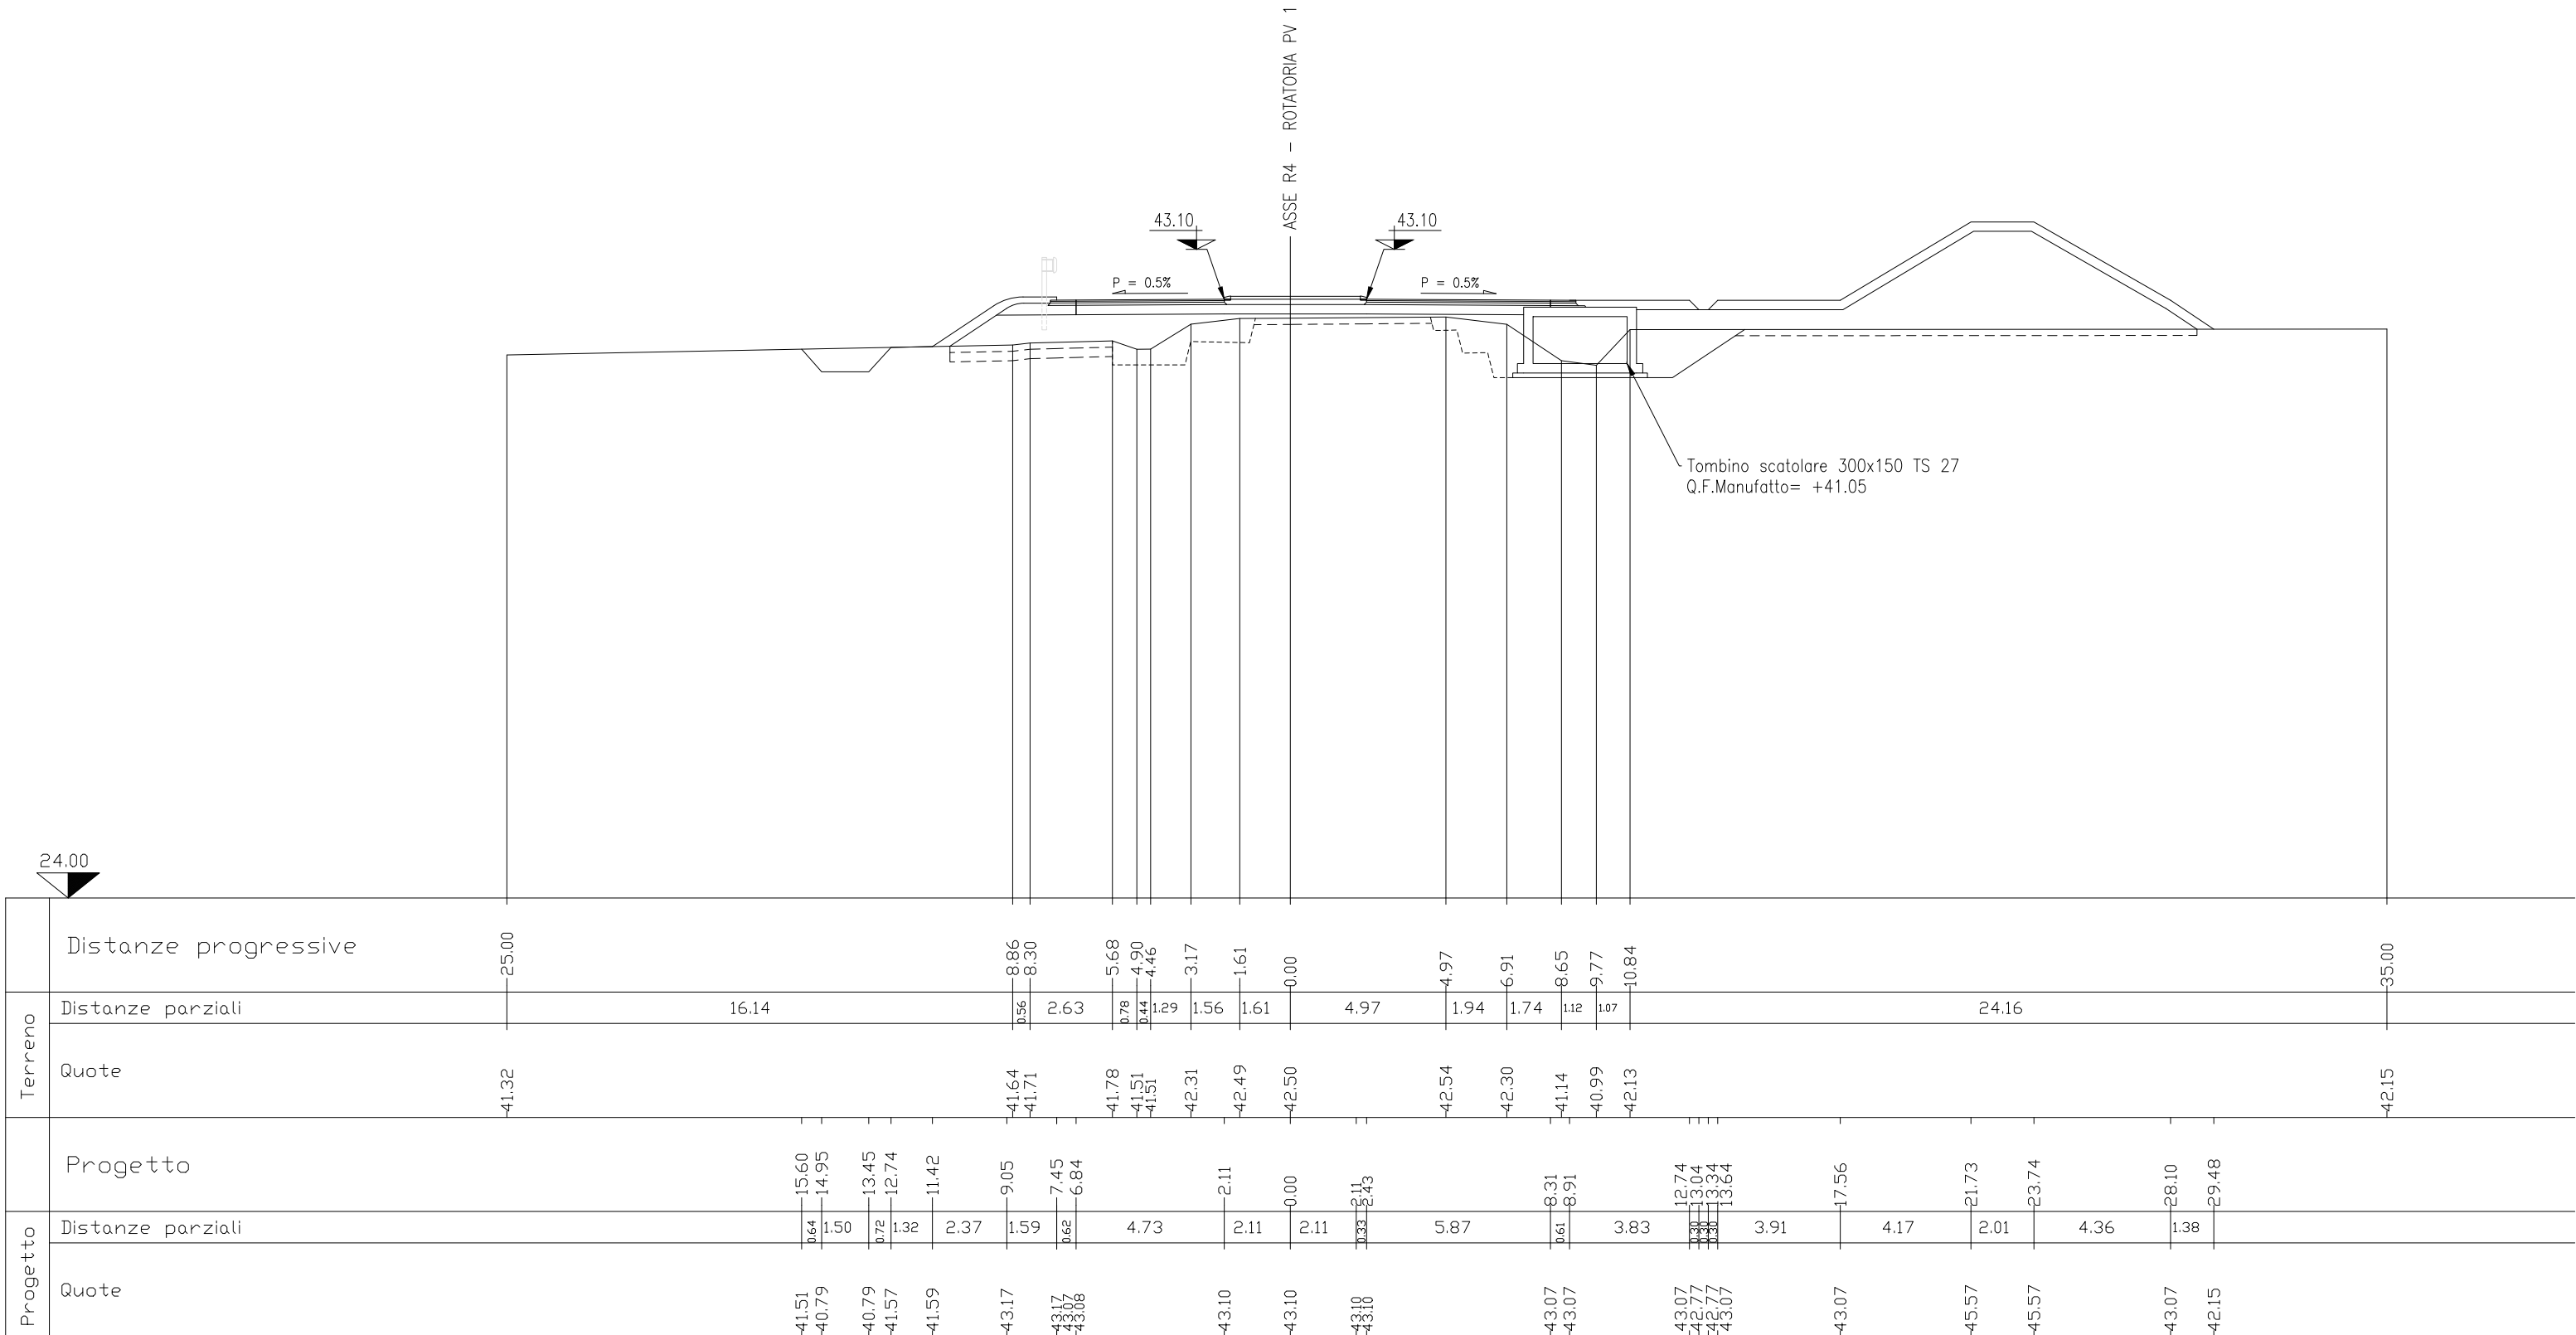 ASSE R4 - ROTATORIA PV 1
43.10 43.10
P = 0.5% P = 0.5%
Tombino scatolare 300x150 TS 27
Q.F.Manufatto= +41.05
24.00
Distanze progressive 25.00 8.86 8.30 5.68 4.90 4.46 3.17 1.61 0.00 4.97 6.91 8.65 9.77 10.84 35.00
Terreno
Distanze parziali 16.14 0.56 2.63 0.78 0.44 1.29 1.56 1.61 4.97 1.94 1.74 1.12 1.07 24.16
Quote 41.32 41.64 41.71 41.78 41.51 41.51 42.31 42.49 42.50 42.54 42.30 41.14 40.99 42.13 42.15
Progetto 15.60 14.95 13.45 12.74 11.42 9.05 7.45 6.84 2.11 0.00 2.11 2.43 8.31 8.91 12.74 13.04 13.34 13.64 17.56 21.73 23.74 28.10 29.48
Progetto
Distanze parziali 0.64 1.50 0.72 1.32 2.37 1.59 0.62 4.73 2.11 2.11 0.33 5.87 0.61 3.83 0.30 0.30 0.30 3.91 4.17 2.01 4.36 1.38
Quote 41.51 40.79 40.79 41.57 41.59 43.17 43.17 43.07 43.08 43.10 43.10 43.10 43.10 43.07 43.07 43.07 42.77 42.77 43.07 43.07 45.57 45.57 43.07 42.15